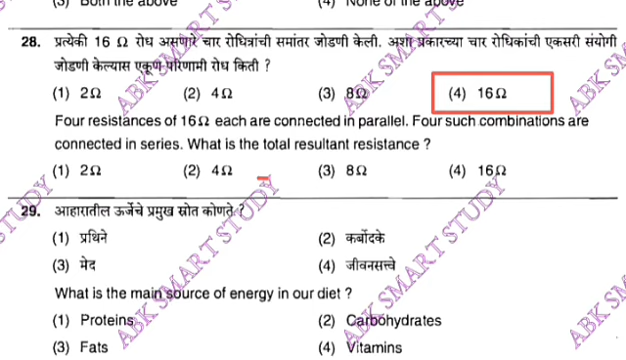 (3) Both the above (4) None of the above
28. प्रत्येकी 16 Ω रोध असणारे चार रोधित्रांची समांतर जोडणी केली. अशा प्रकारच्या चार रोधिकांची एकसरी संयोगी
जोडणी केल्यास एकूण परिणामी रोध किती ?
(1) 2Ω (2) 4Ω (3) 8Ω (4) 16Ω
Four resistances of 16Ω each are connected in parallel. Four such combinations are
connected in series. What is the total resultant resistance ?
(1) 2Ω (2) 4Ω (3) 8Ω (4) 16Ω
29. आहारातील ऊर्जेचे प्रमुख स्रोत कोणते ?
(1) प्रथिने (2) कर्बोदके
(3) मेद (4) जीवनसत्त्वे
What is the main source of energy in our diet ?
(1) Proteins (2) Carbohydrates
(3) Fats (4) Vitamins
ABK SMART STUDY